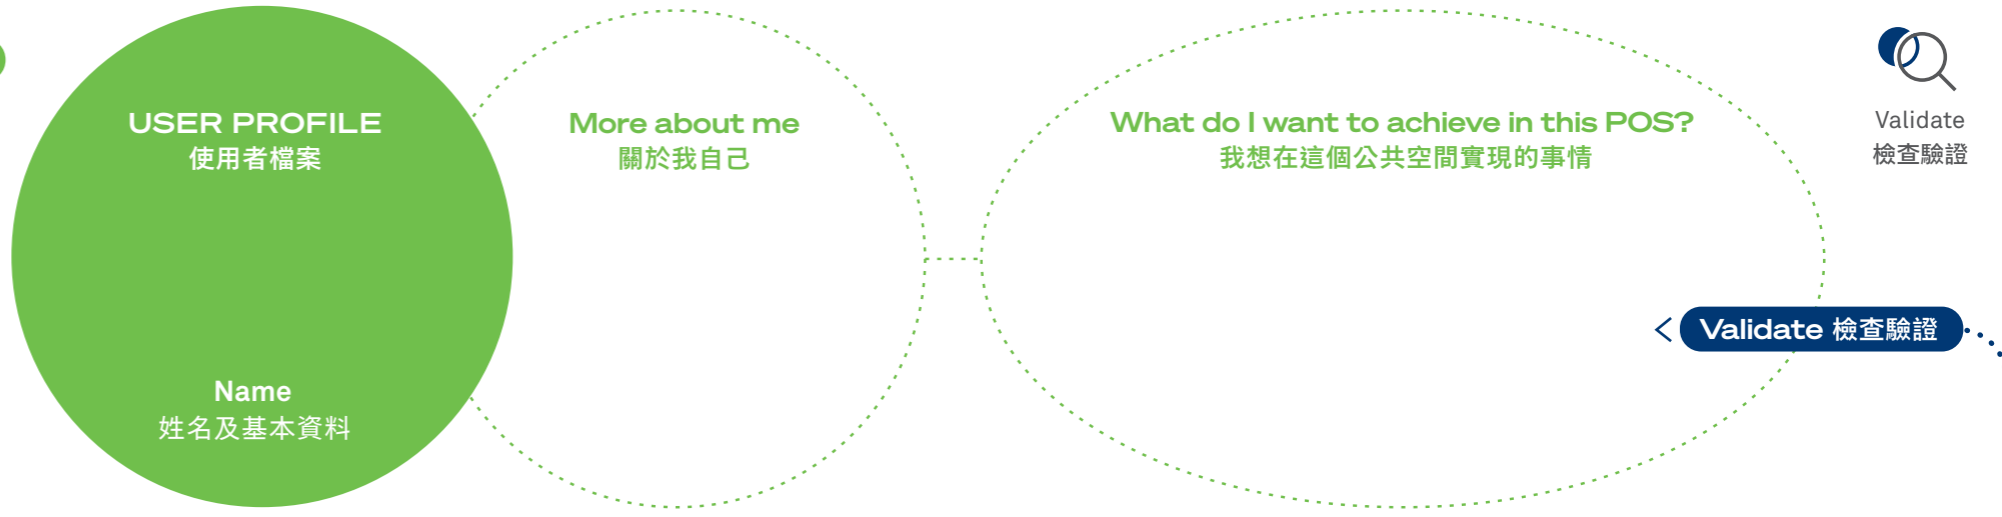 USER PROFILE
使用者檔案
Name
姓名及基本資料
More about me
關於我自己
What do I want to achieve in this POS?
我想在這個公共空間實現的事情
Validate
檢查驗證
Validate 檢查驗證